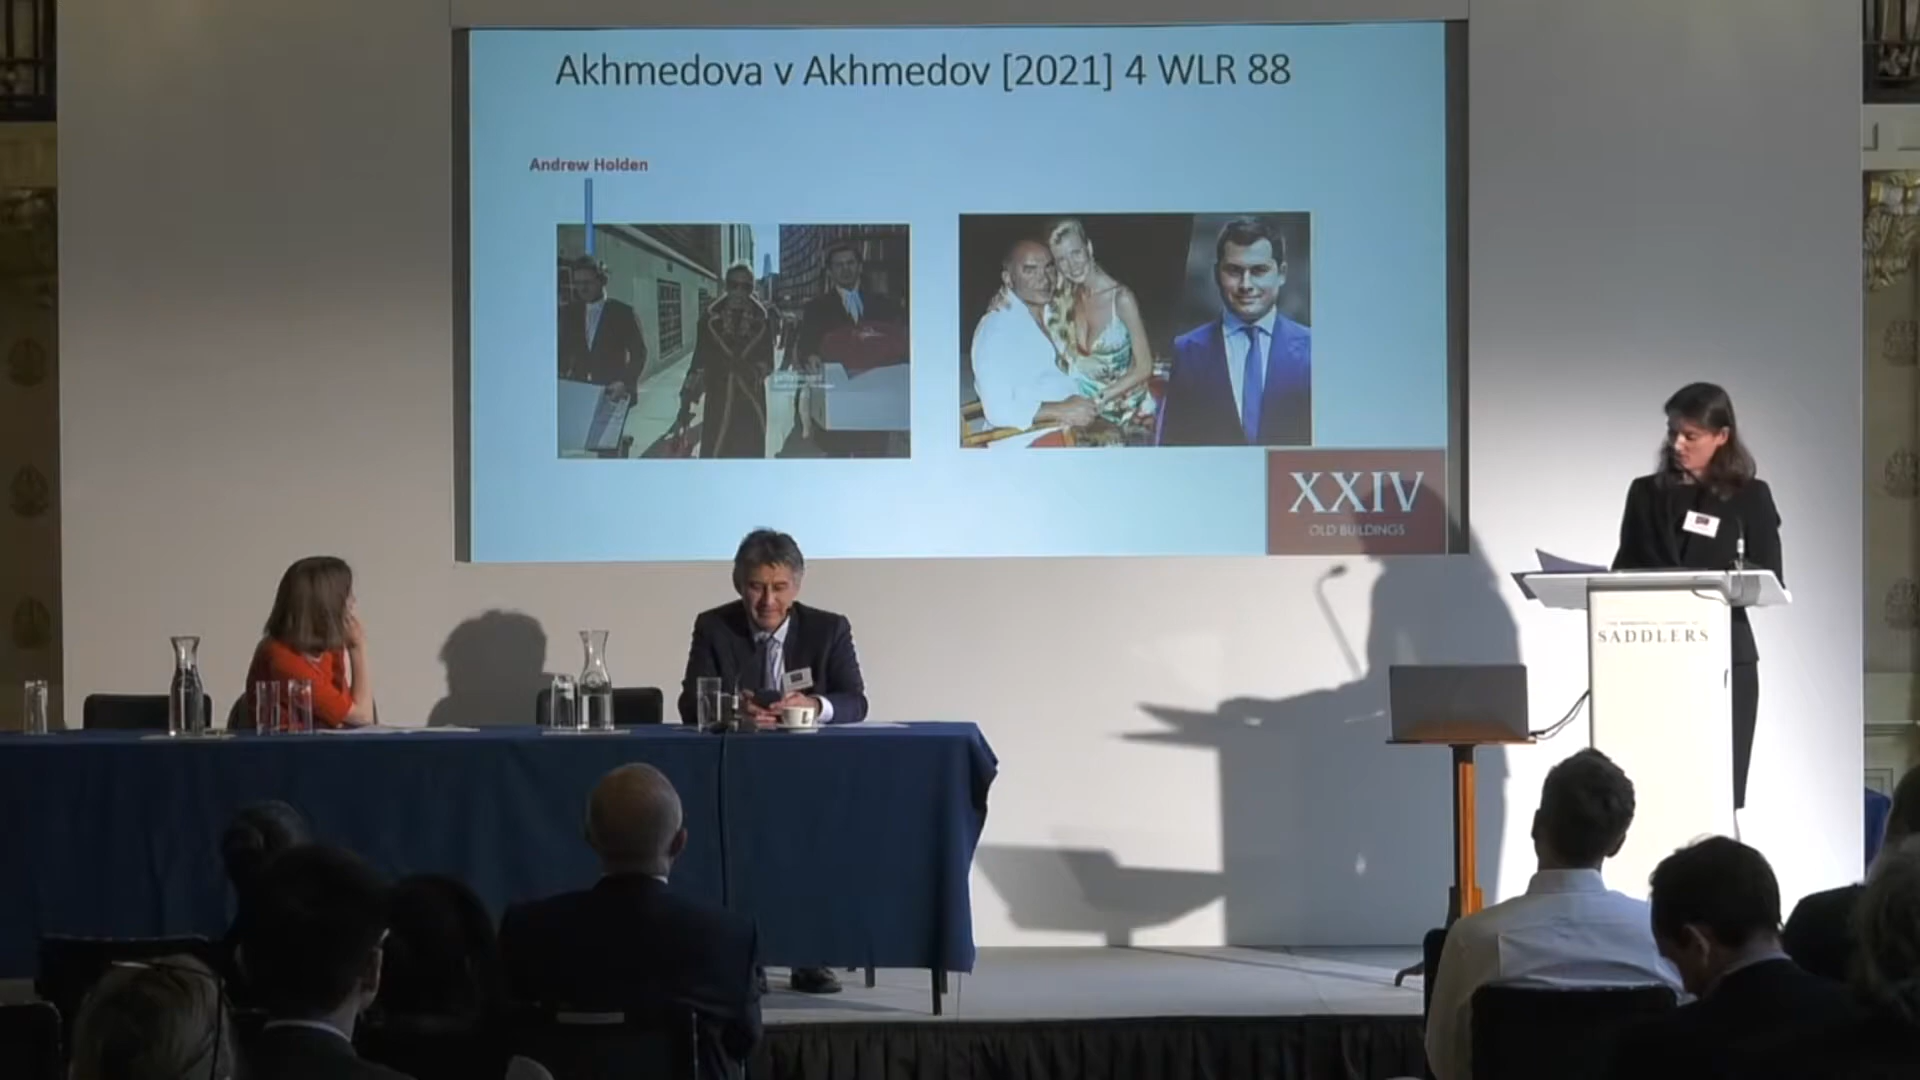 Akhmedova v Akhmedov [2021] 4 WLR 88
Andrew Holden
XXIV
OLD BUILDINGS
SADDLERS